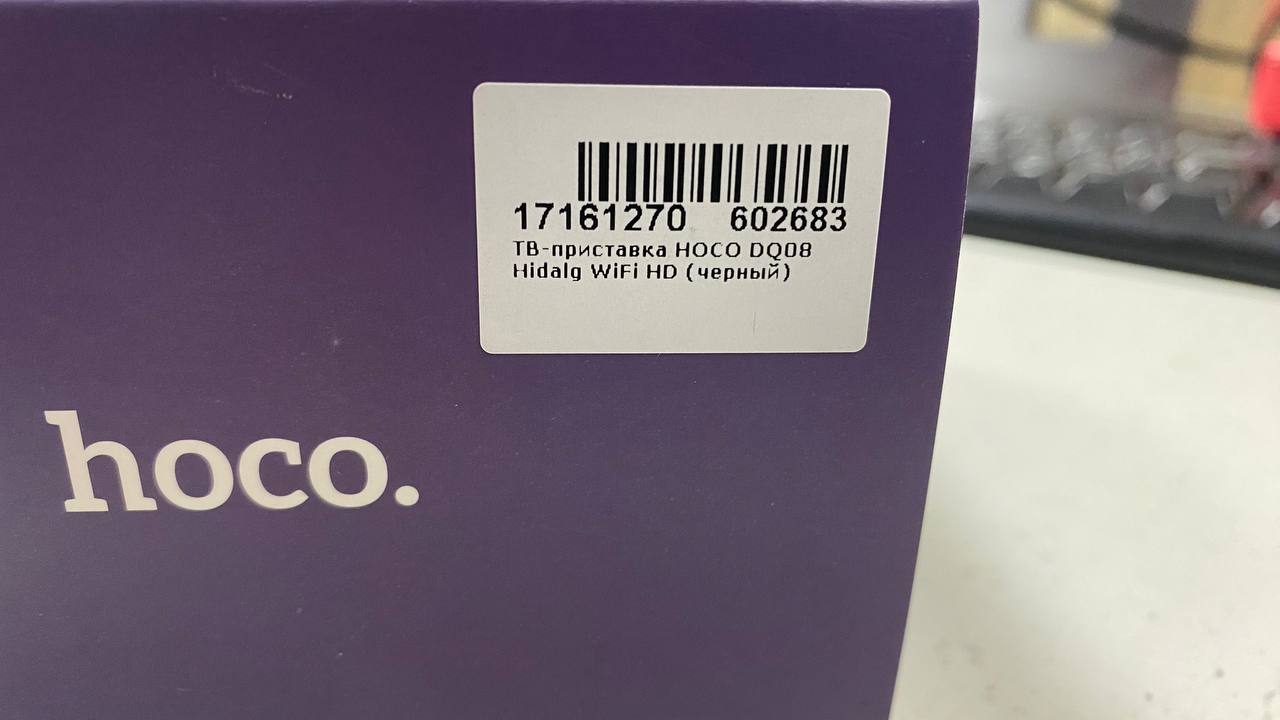 17161270 602683
ТВ-приставка HOCO DQ08
Hidalg WiFi HD (черный)
hoco.